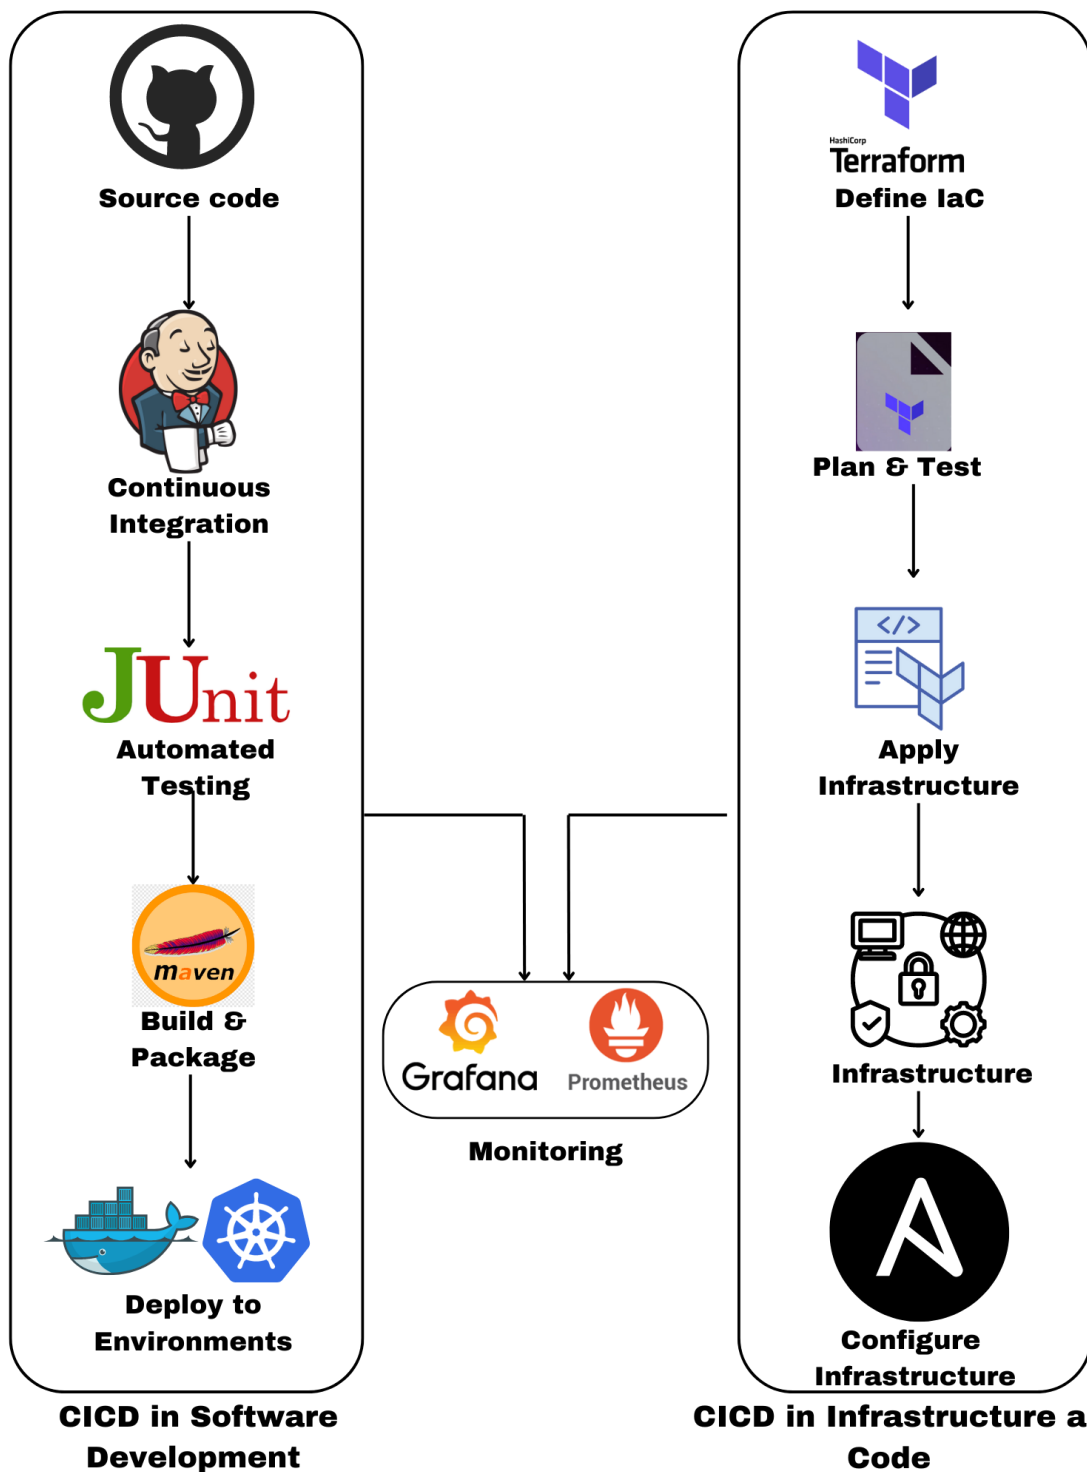 Source code
Continuous
Integration
JUnit
Automated
Testing
maven
Build &
Package
Deploy to
Environments
CICD in Software
Development
Grafana
Prometheus
Monitoring
HashiCorp
Terraform
Define IaC
Plan & Test
</>
Apply
Infrastructure
Infrastructure
Configure
Infrastructure
CICD in Infrastructure a
Code